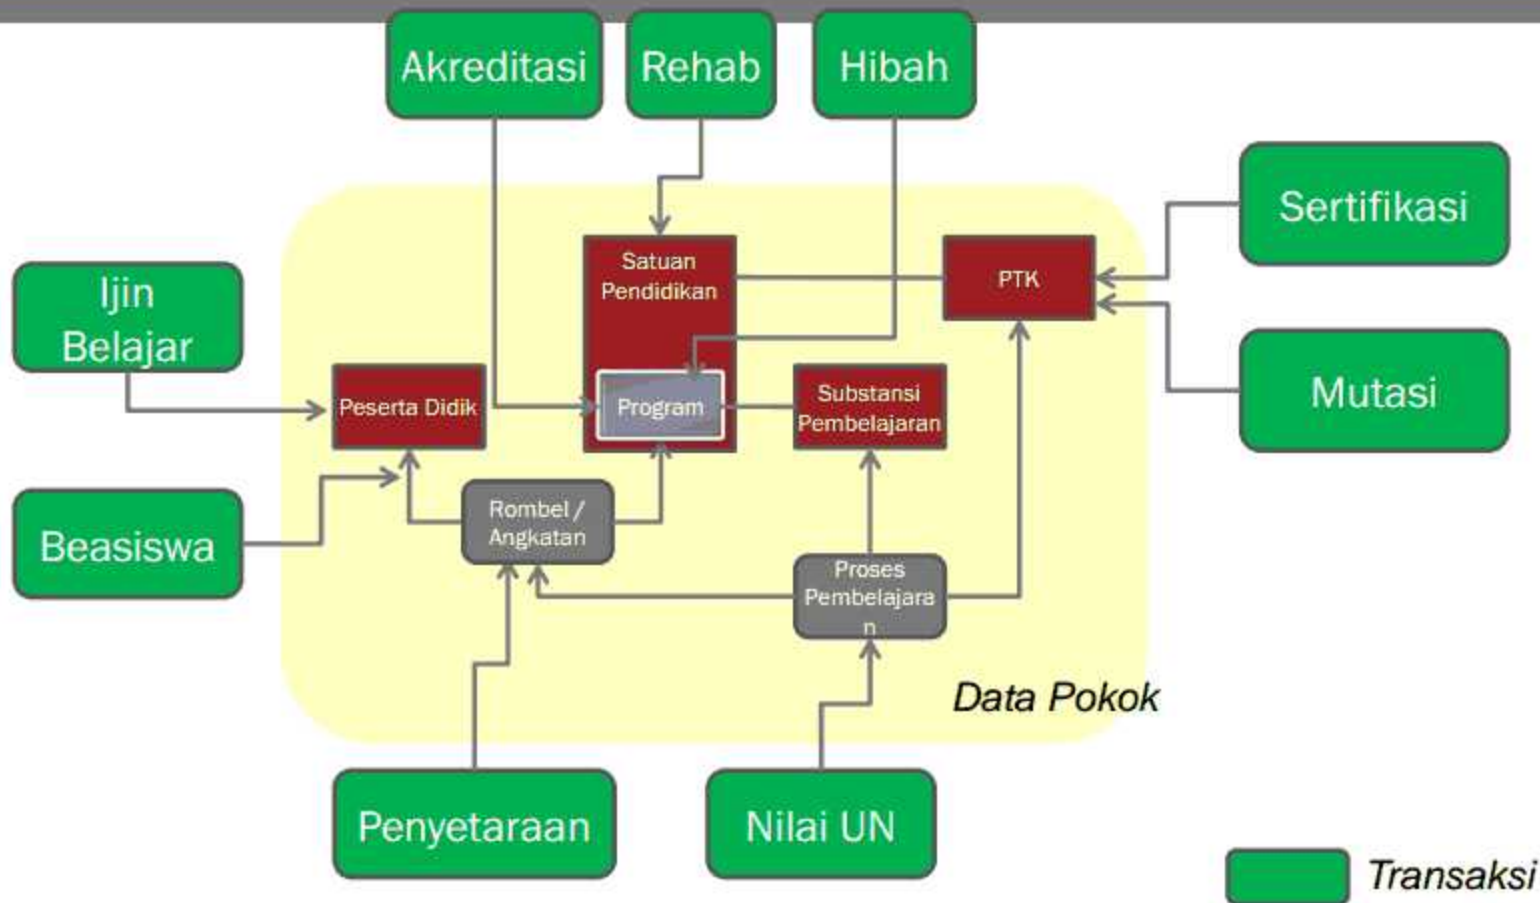 Akreditasi
Rehab
Hibah
Sertifikasi
Satuan
Pendidikan
PTK
Ijin
Belajar
Mutasi
Peserta Didik
Program
Substansi
Pembelajaran
Rombel /
Angkatan
Beasiswa
Proses
Pembelajara
n
Data Pokok
Penyetaraan
Nilai UN
Transaksi